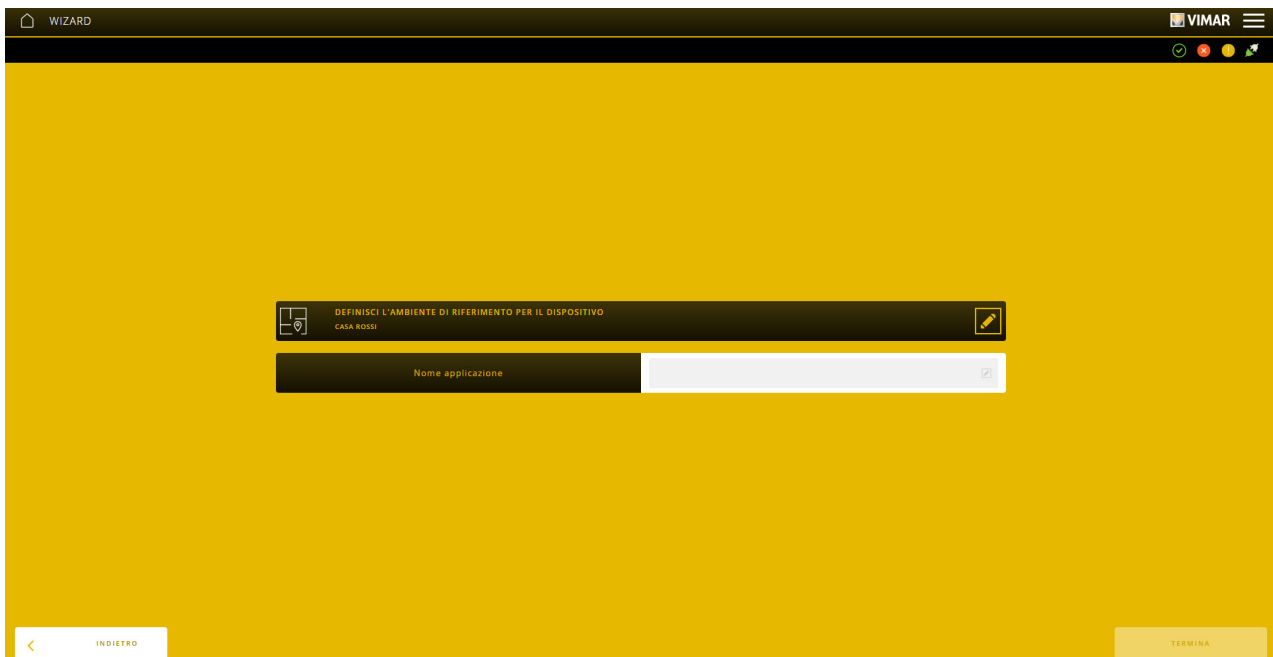 WIZARD
VIMAR
DEFINISCI L'AMBIENTE DI RIFERIMENTO PER IL DISPOSITIVO
CASA ROSSI
Nome applicazione
INDIETRO
TERMINA